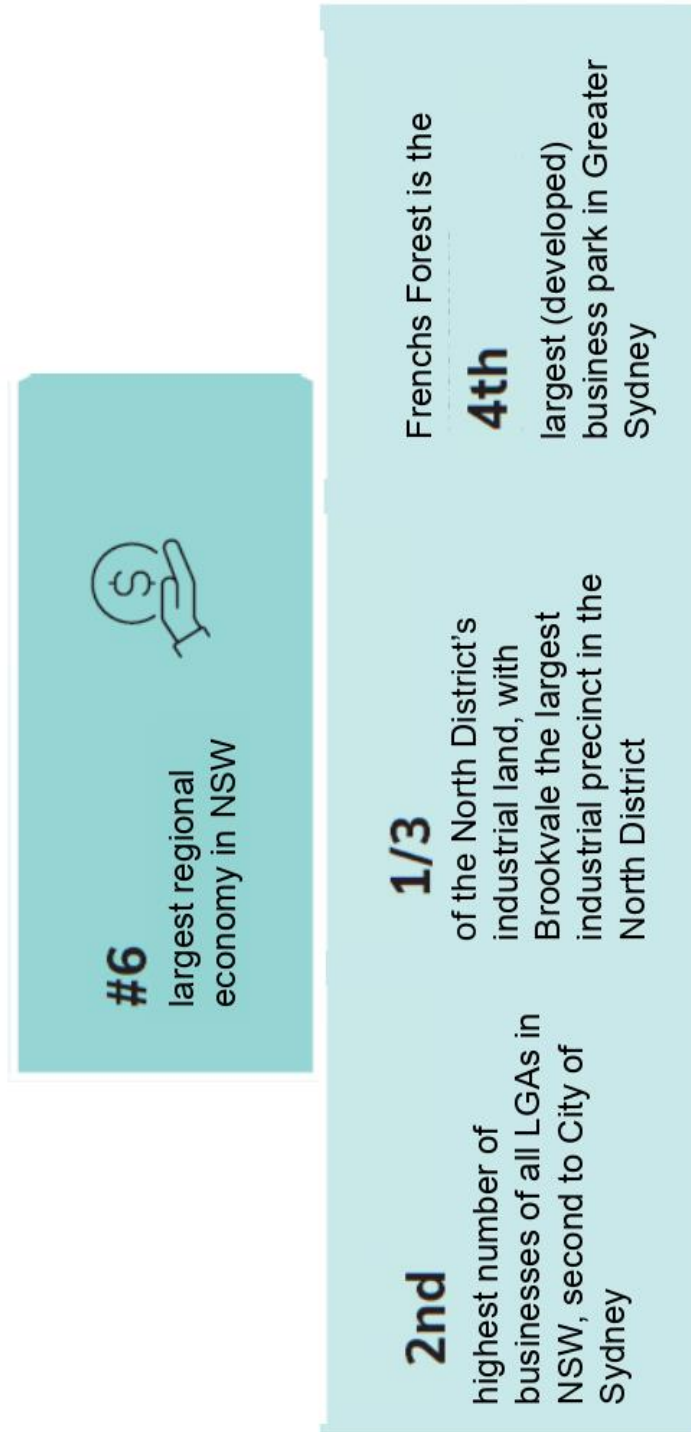 #6
largest regional
economy in NSW
2nd
highest number of
businesses of all LGAs in
NSW, second to City of
Sydney
1/3
of the North District's
industrial land, with
Brookvale the largest
industrial precinct in the
North District
Frenchs Forest is the
4th
largest (developed)
business park in Greater
Sydney